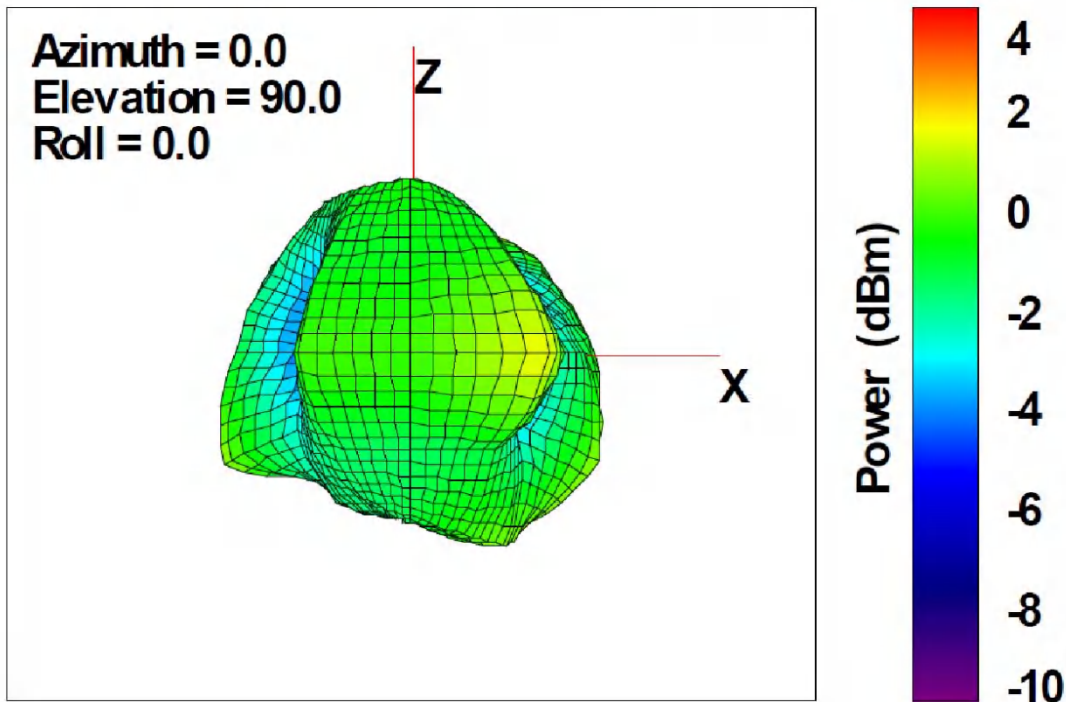 Azimuth = 0.0
Elevation = 90.0
Roll = 0.0
Z
X
Power (dBm)
4
2
0
-2
-4
-6
-8
-10